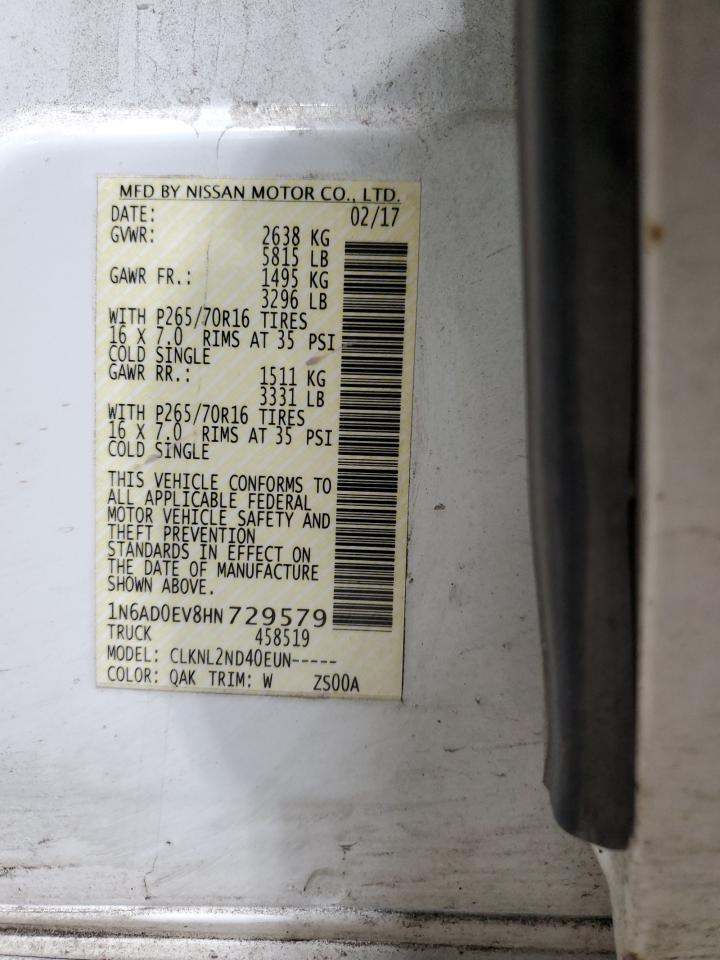 MFD BY NISSAN MOTOR CO., LTD.
DATE: 02/17
GVWR: 2638 KG
5815 LB
GAWR FR.: 1495 KG
3296 LB
WITH P265/70R16 TIRES
16 X 7.0 RIMS AT 35 PSI
COLD SINGLE
GAWR RR.: 1511 KG
3331 LB
WITH P265/70R16 TIRES
16 X 7.0 RIMS AT 35 PSI
COLD SINGLE
THIS VEHICLE CONFORMS TO
ALL APPLICABLE FEDERAL
MOTOR VEHICLE SAFETY AND
THEFT PREVENTION
STANDARDS IN EFFECT ON
THE DATE OF MANUFACTURE
SHOWN ABOVE.
1N6AD0EV8HN 729579
TRUCK 458519
MODEL: CLKNL2ND40EUN-----
COLOR: QAK TRIM: W ZS00A